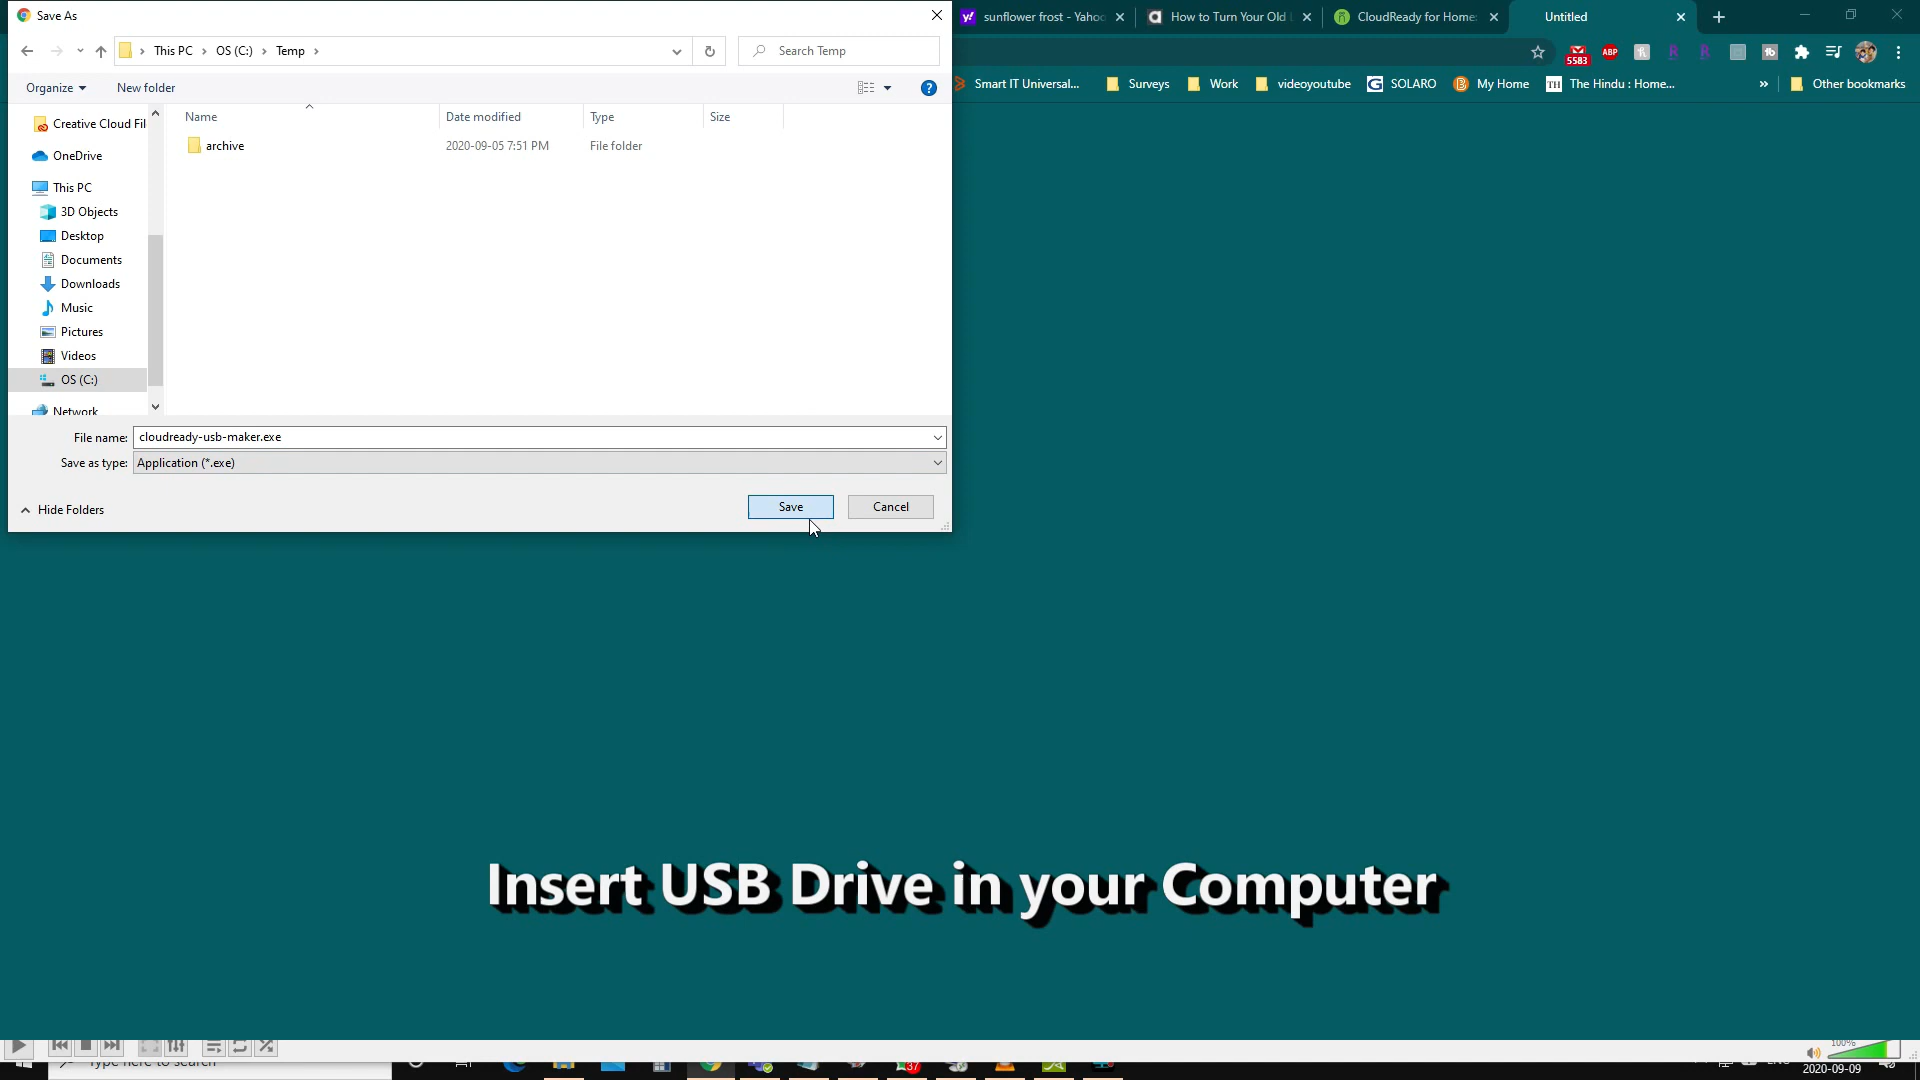 Save As
sunflower frost - Yahoo
How to Turn Your Old L
CloudReady for Home:
Untitled
This PC
OS (C:)
Temp
Search Temp
5583
ABP
Organize
New folder
Smart IT Universal...
Surveys
Work
videoyoutube
SOLARO
My Home
TH
The Hindu : Home...
»
Other bookmarks
Name
Date modified
Type
Size
Creative Cloud Fil
archive
2020-09-05 7:51 PM
File folder
OneDrive
This PC
3D Objects
Desktop
Documents
Downloads
Music
Pictures
Videos
OS (C:)
Network
File name:
cloudready-usb-maker.exe
Save as type:
Application (*.exe)
Hide Folders
Save
Cancel
Insert USB Drive in your Computer
100%
Type here to search
37
ENG
2020-09-09